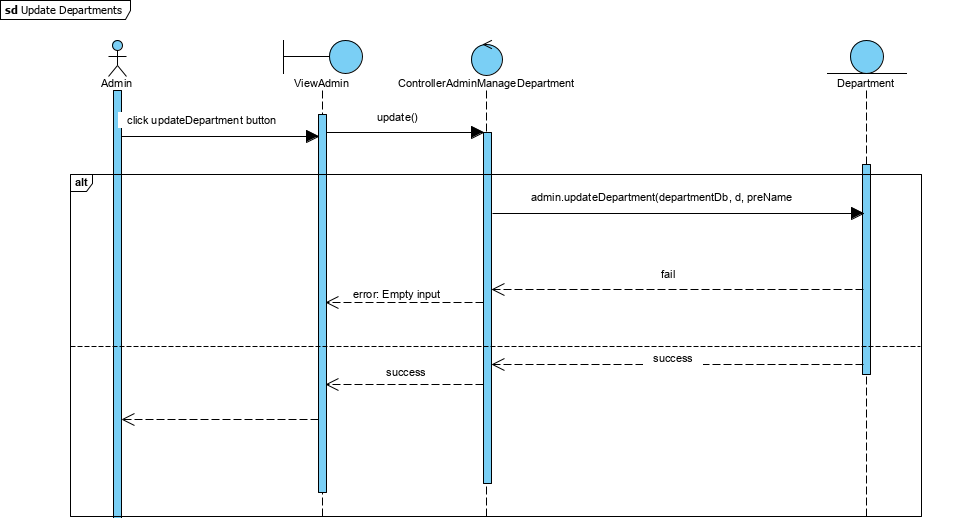 sd Update Departments
Admin
ViewAdmin
ControllerAdminManageDepartment
Department
click updateDepartment button
update()
alt
admin.updateDepartment(departmentDb, d, preName
fail
error: Empty input
success
success